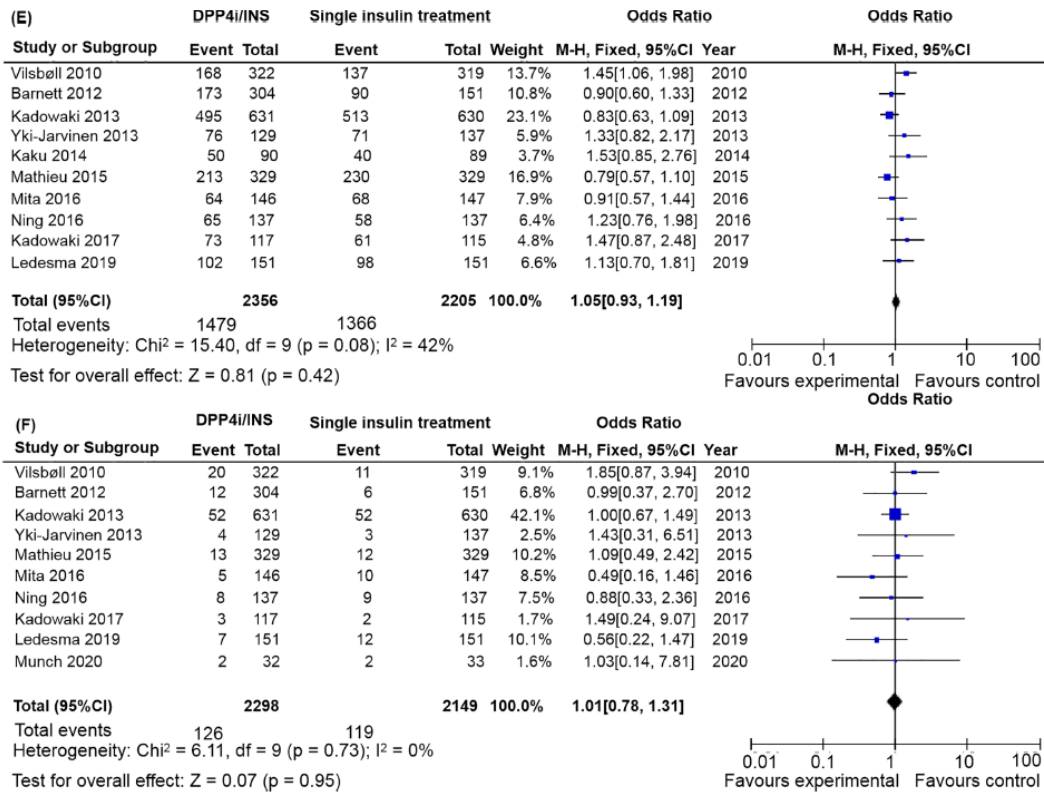 (E) DPP4i/INS Single insulin treatment Odds Ratio Odds Ratio
Study or Subgroup Event Total Event Total Weight M-H, Fixed, 95%CI Year M-H, Fixed, 95%CI
Vilsbøll 2010 168 322 137 319 13.7% 1.45[1.06, 1.98] 2010
Barnett 2012 173 304 90 151 10.8% 0.90[0.60, 1.33] 2012
Kadowaki 2013 495 631 513 630 23.1% 0.83[0.63, 1.09] 2013
Yki-Jarvinen 2013 76 129 71 137 5.9% 1.33[0.82, 2.17] 2013
Kaku 2014 50 90 40 89 3.7% 1.53[0.85, 2.76] 2014
Mathieu 2015 213 329 230 329 16.9% 0.79[0.57, 1.10] 2015
Mita 2016 64 146 68 147 7.9% 0.91[0.57, 1.44] 2016
Ning 2016 65 137 58 137 6.4% 1.23[0.76, 1.98] 2016
Kadowaki 2017 73 117 61 115 4.8% 1.47[0.87, 2.48] 2017
Ledesma 2019 102 151 98 151 6.6% 1.13[0.70, 1.81] 2019
Total (95%CI) 2356 2205 100.0% 1.05[0.93, 1.19]
Total events 1479 1366
Heterogeneity: Chi² = 15.40, df = 9 (p = 0.08); I² = 42%
Test for overall effect: Z = 0.81 (p = 0.42)
0.01 0.1 1 10 100
Favours experimental Favours control
(F) DPP4i/INS Single insulin treatment Odds Ratio Odds Ratio
Study or Subgroup Event Total Event Total Weight M-H, Fixed, 95%CI Year M-H, Fixed, 95%CI
Vilsbøll 2010 20 322 11 319 9.1% 1.85[0.87, 3.94] 2010
Barnett 2012 12 304 6 151 6.8% 0.99[0.37, 2.70] 2012
Kadowaki 2013 52 631 52 630 42.1% 1.00[0.67, 1.49] 2013
Yki-Jarvinen 2013 4 129 3 137 2.5% 1.43[0.31, 6.51] 2013
Mathieu 2015 13 329 12 329 10.2% 1.09[0.49, 2.42] 2015
Mita 2016 5 146 10 147 8.5% 0.49[0.16, 1.46] 2016
Ning 2016 8 137 9 137 7.5% 0.88[0.33, 2.36] 2016
Kadowaki 2017 3 117 2 115 1.7% 1.49[0.24, 9.07] 2017
Ledesma 2019 7 151 12 151 10.1% 0.56[0.22, 1.47] 2019
Munch 2020 2 32 2 33 1.6% 1.03[0.14, 7.81] 2020
Total (95%CI) 2298 2149 100.0% 1.01[0.78, 1.31]
Total events 126 119
Heterogeneity: Chi² = 6.11, df = 9 (p = 0.73); I² = 0%
Test for overall effect: Z = 0.07 (p = 0.95)
0.01 0.1 1 10 100
Favours experimental Favours control